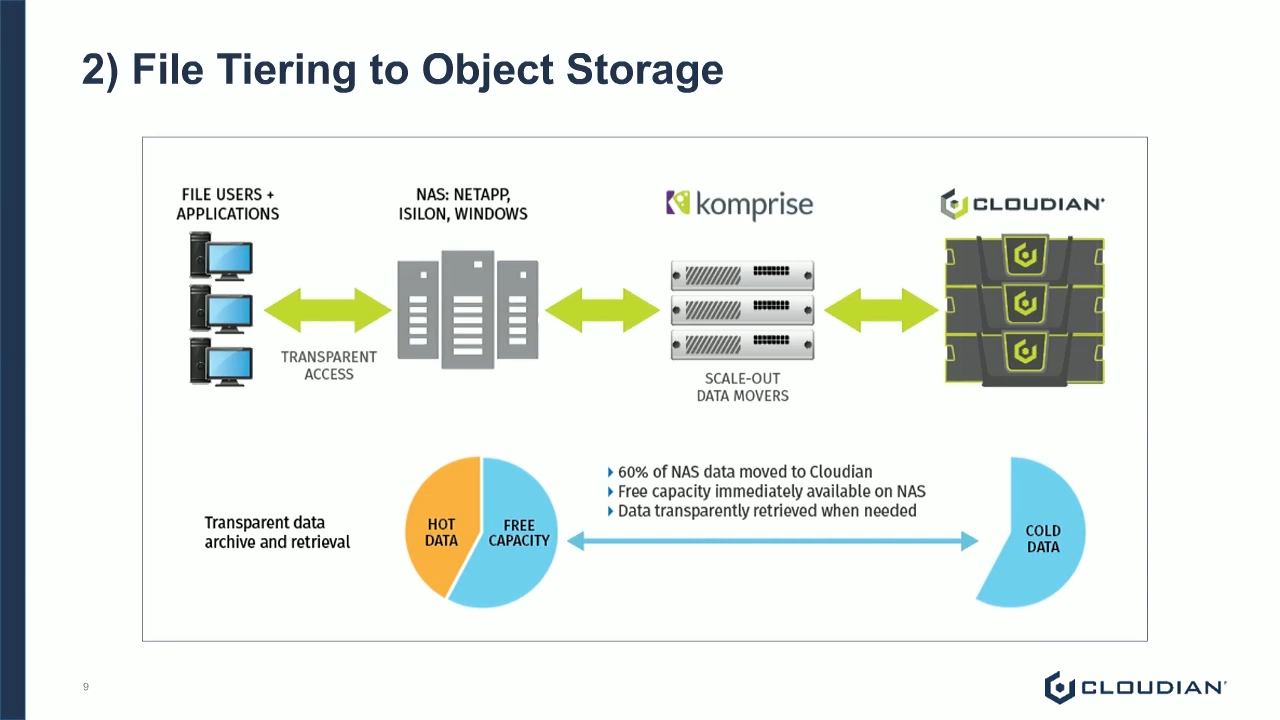 2) File Tiering to Object Storage
FILE USERS +
APPLICATIONS
NAS: NETAPP,
ISILON, WINDOWS
komprise
CLOUDIAN
TRANSPARENT
ACCESS
SCALE-OUT
DATA MOVERS
Transparent data
archive and retrieval
HOT
DATA
FREE
CAPACITY
60% of NAS data moved to Cloudian
Free capacity immediately available on NAS
Data transparently retrieved when needed
COLD
DATA
9
CLOUDIAN